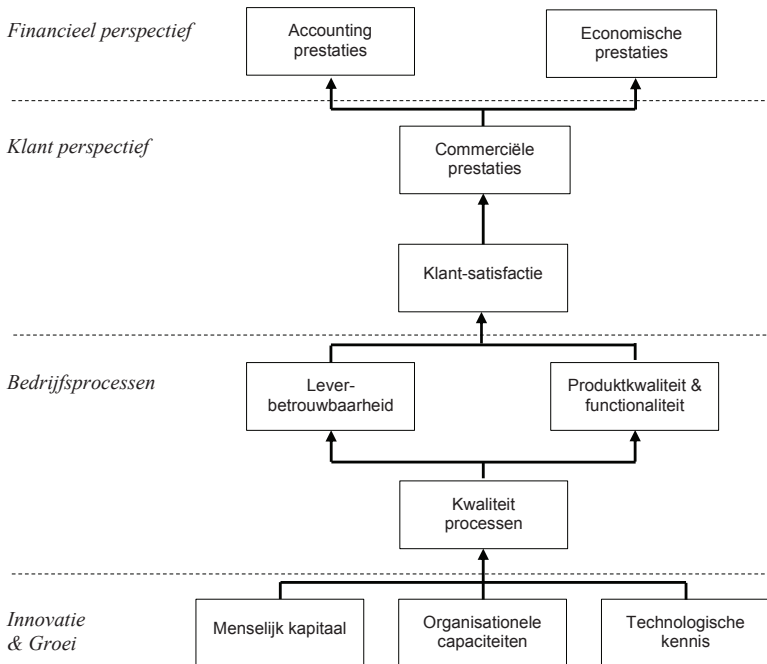 Financieel perspectief
Accounting
prestaties
Economische
prestaties
Klant perspectief
Commerciële
prestaties
Klant-satisfactie
Bedrijfsprocessen
Lever-
betrouwbaarheid
Produktkwaliteit &
functionaliteit
Kwaliteit
processen
Innovatie
& Groei
Menselijk kapitaal
Organisationele
capaciteiten
Technologische
kennis